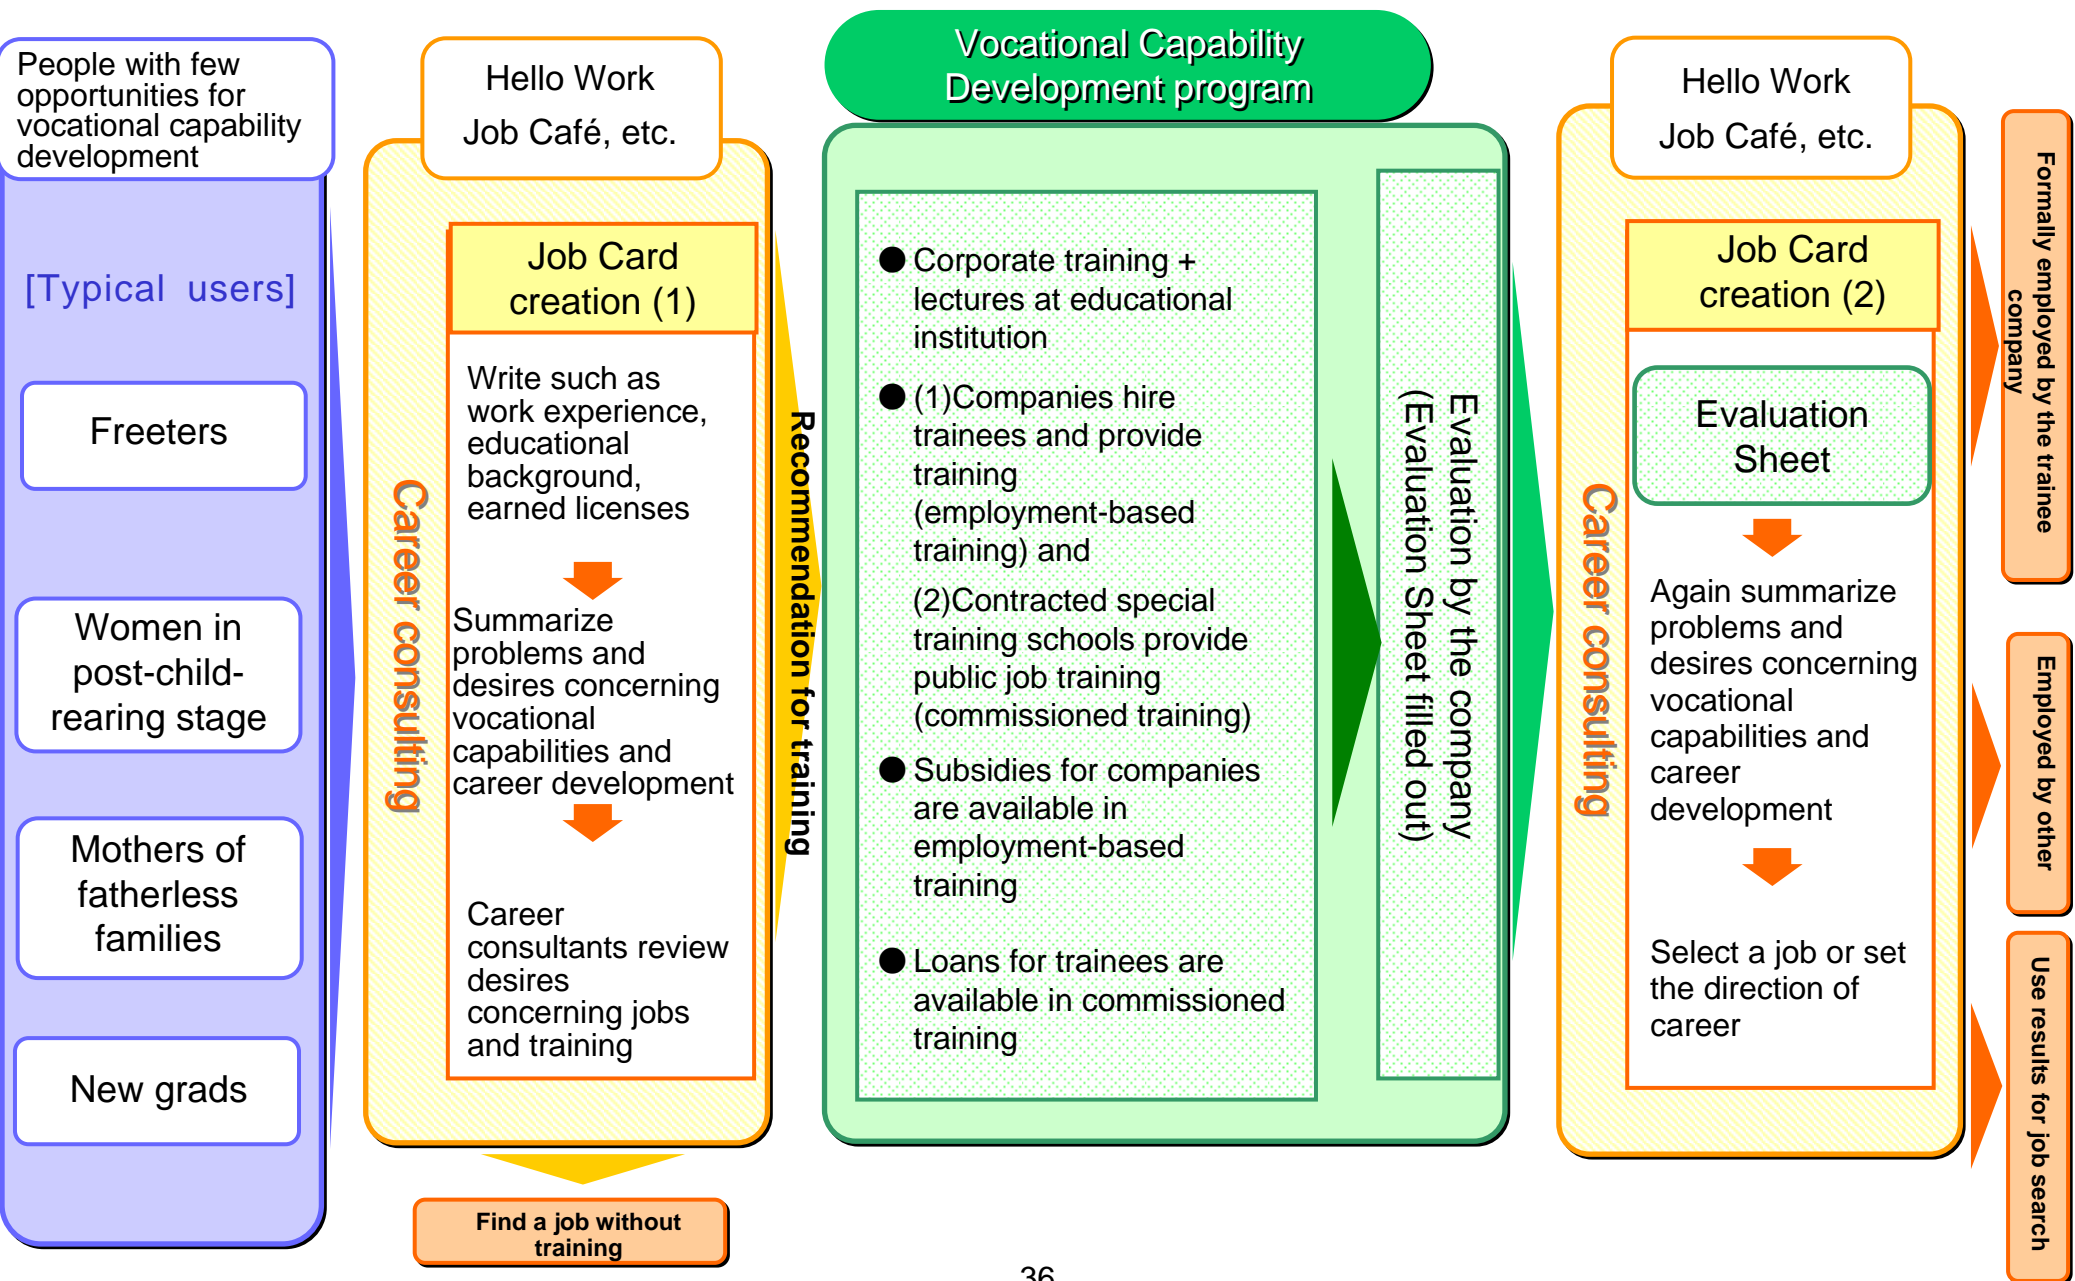 People with few
opportunities for
vocational capability
development
[Typical users]
Freeters
Women in
post-child-
rearing stage
Mothers of
fatherless
families
New grads
Hello Work
Job Café, etc.
Career consulting
Job Card
creation (1)
Write such as
work experience,
educational
background,
earned licenses
Summarize
problems and
desires concerning
vocational
capabilities and
career development
Career
consultants review
desires
concerning jobs
and training
Find a job without
training
Recommendation for training
Vocational Capability
Development program
● Corporate training +
lectures at educational
institution
● (1)Companies hire
trainees and provide
training
(employment-based
training) and
(2)Contracted special
training schools provide
public job training
(commissioned training)
● Subsidies for companies
are available in
employment-based
training
● Loans for trainees are
available in commissioned
training
Evaluation by the company
(Evaluation Sheet filled out)
Hello Work
Job Café, etc.
Career consulting
Job Card
creation (2)
Evaluation
Sheet
Again summarize
problems and
desires concerning
vocational
capabilities and
career
development
Select a job or set
the direction of
career
Formally employed by the trainee
company
Employed by other
Use results for job search
36